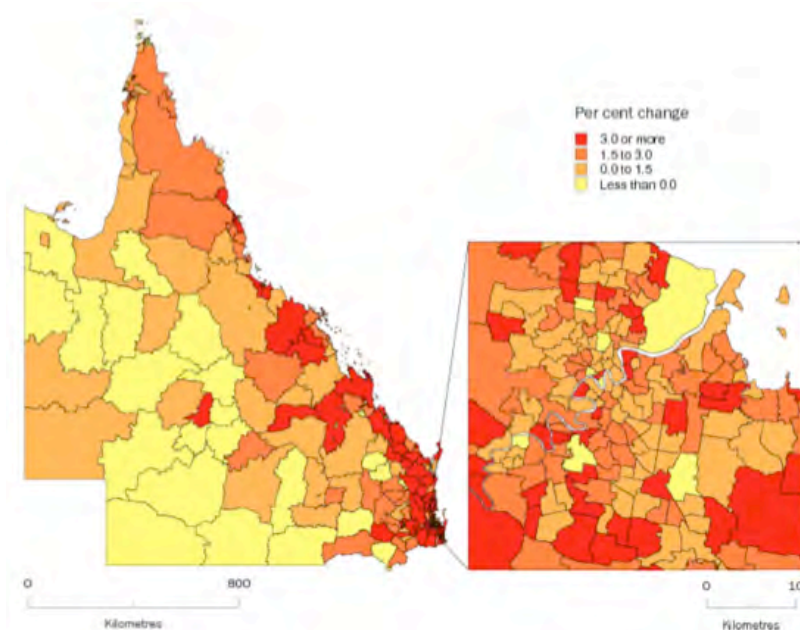 Per cent change
3.0 or more
1.5 to 3.0
0.0 to 1.5
Less than 0.0
0 800
Kilometres
0 10
Kilometres